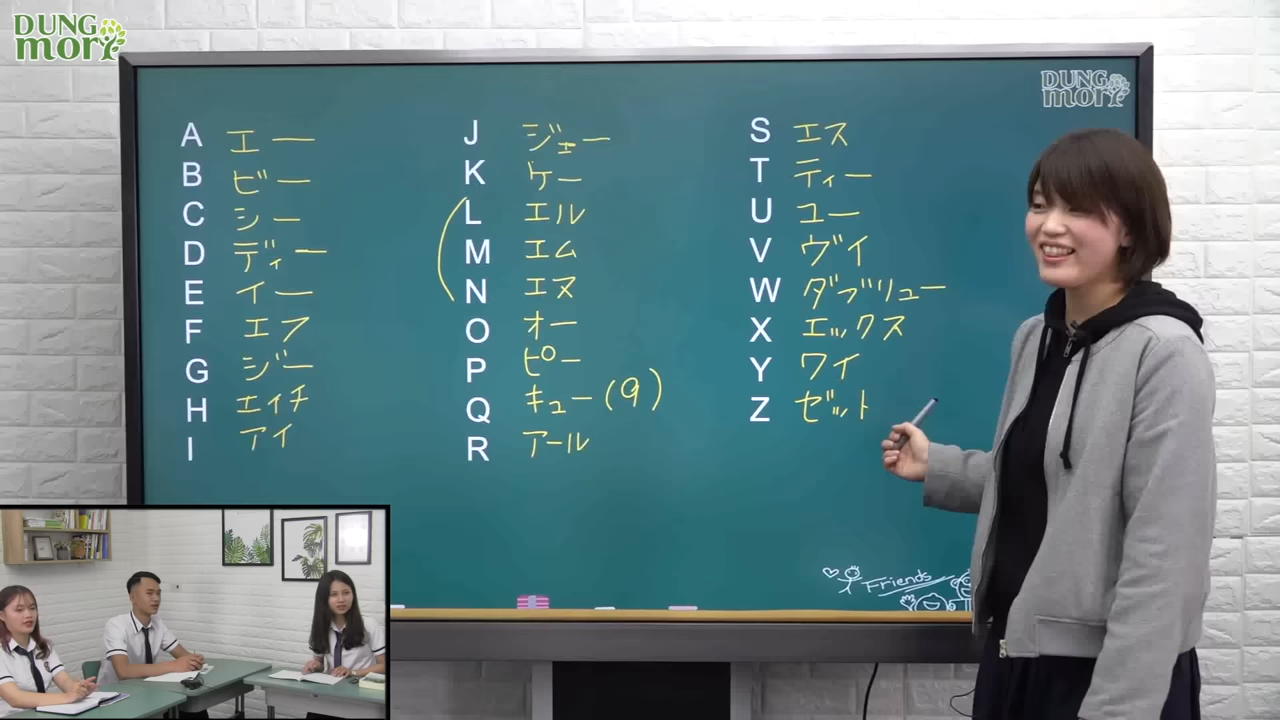 DUNG
mori
DUNG
mori
A エー
B ビー
C シー
D ディー
E イー
F エフ
G ジー
H エイチ
I アイ
J ジェー
K ケー
L エル
M エム
N エヌ
O オー
P ピー
Q キュー(9)
R アール
S エス
T ティー
U ユー
V ヴイ
W ダブリュー
X エックス
Y ワイ
Z ゼット
Friends